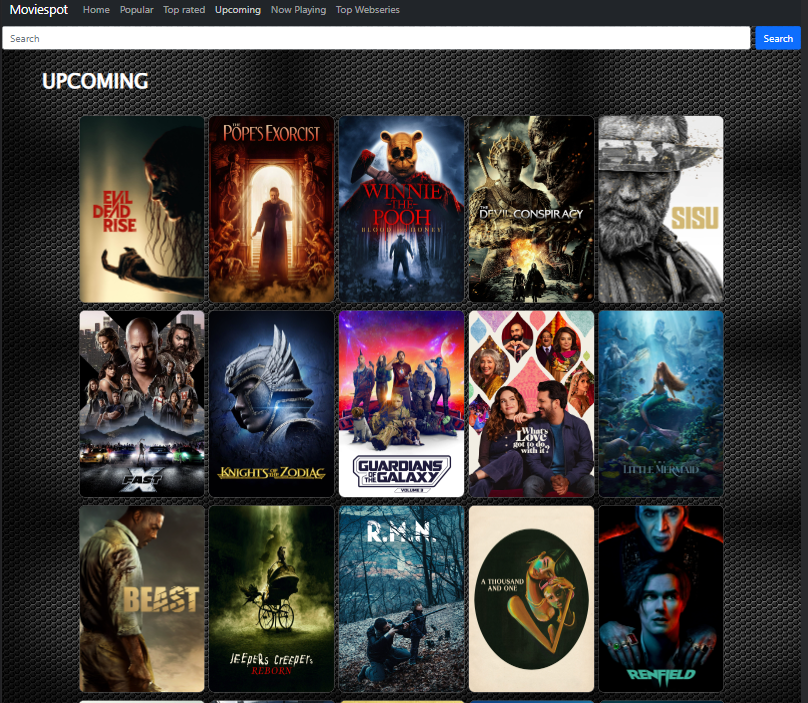 Moviespot Home Popular Top rated Upcoming Now Playing Top Webseries
Search Search
UPCOMING
EVIL
DEAD
RISE
THE
POPE'S EXORCIST
WINNIE
-THE-
POOH
BLOOD HONEY
THE
DEVIL CONSPIRACY
SISU
FAST X
KNIGHTS OF THE ZODIAC
GUARDIANS
OF THE GALAXY
VOLUME 3
What's
Love
got to do
with it?
THE
LITTLE MERMAID
BEAST
JEEPERS CREEPERS
REBORN
R.M.N.
A THOUSAND
AND ONE
RENFIELD